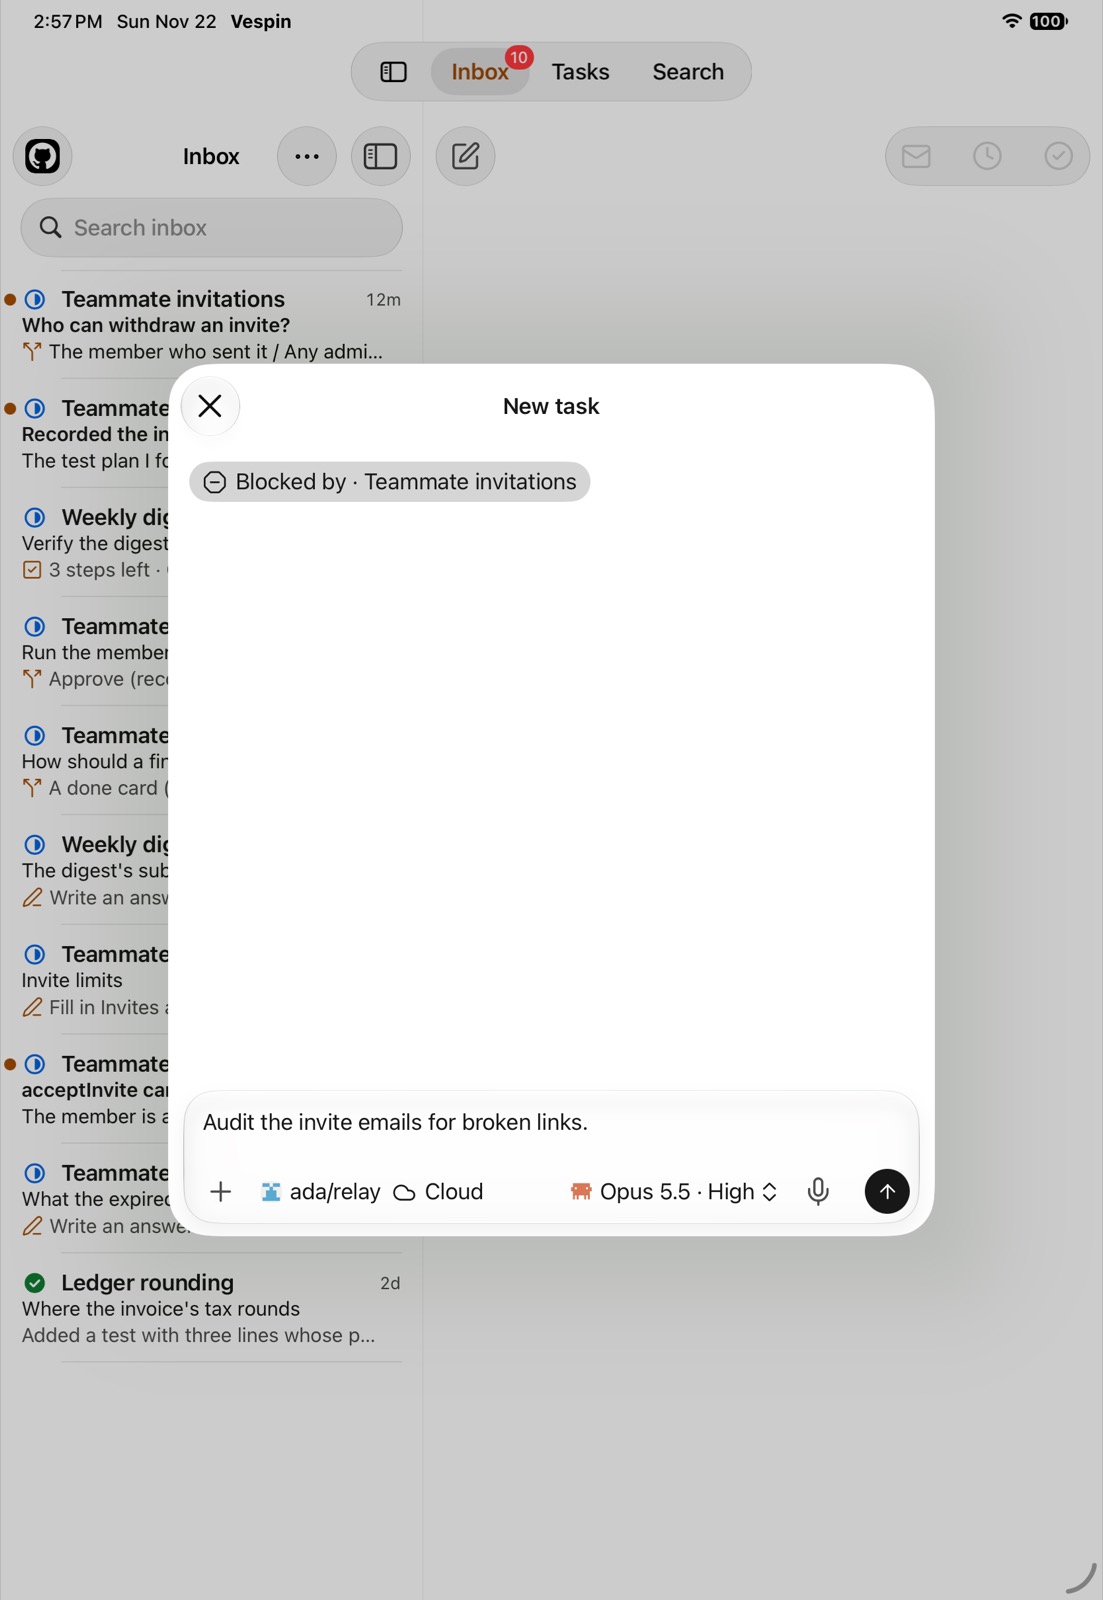 2:57 PM Sun Nov 22 Vespin
100
Inbox 10 Tasks Search
Inbox
Search inbox
Teammate invitations 12m
Who can withdraw an invite?
The member who sent it / Any admi...
Teammate
Recorded the in
The test plan I fo
Weekly dig
Verify the digest
3 steps left ·
Teammate
Run the member
Approve (reco
Teammate
How should a fin
A done card (
Weekly dig
The digest's sub
Write an answ
Teammate
Invite limits
Fill in Invites a
Teammate
acceptInvite can
The member is a
Teammate
What the expired
Write an answe.
Ledger rounding 2d
Where the invoice's tax rounds
Added a test with three lines whose p...
New task
Blocked by · Teammate invitations
Audit the invite emails for broken links.
ada/relay Cloud Opus 5.5 · High